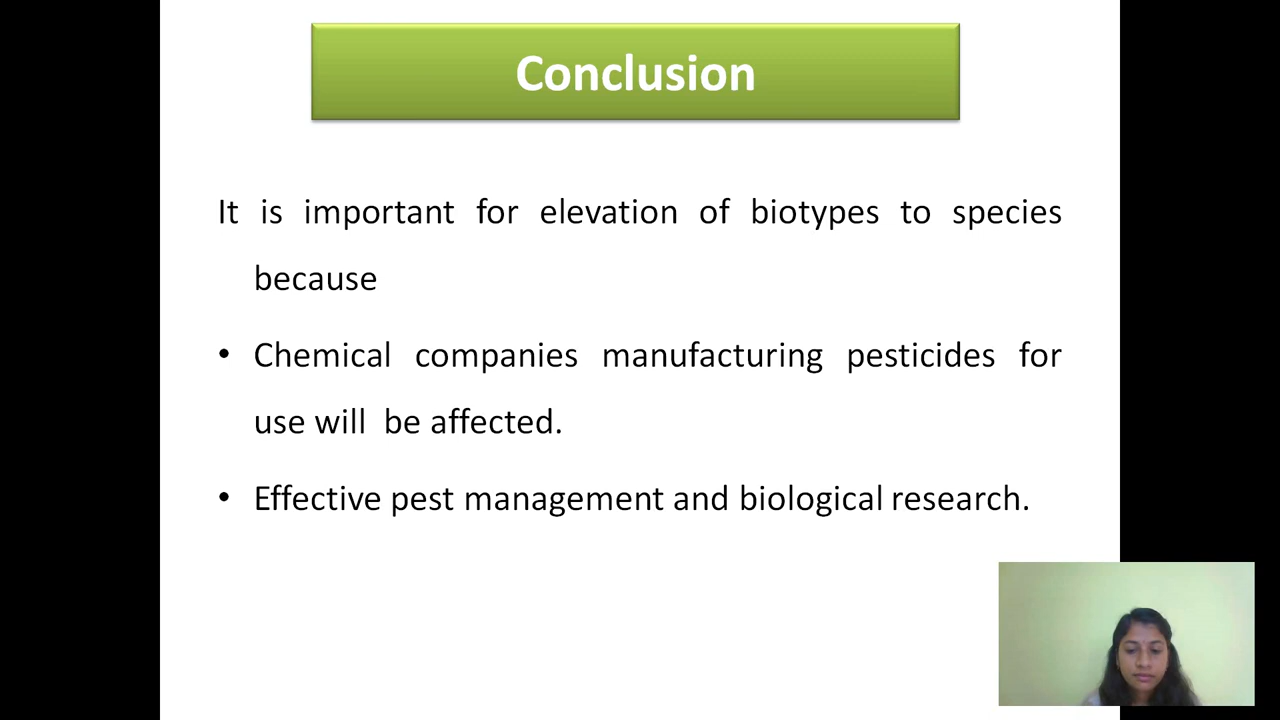 Conclusion
It is important for elevation of biotypes to species
because
• Chemical companies manufacturing pesticides for
use will be affected.
• Effective pest management and biological research.